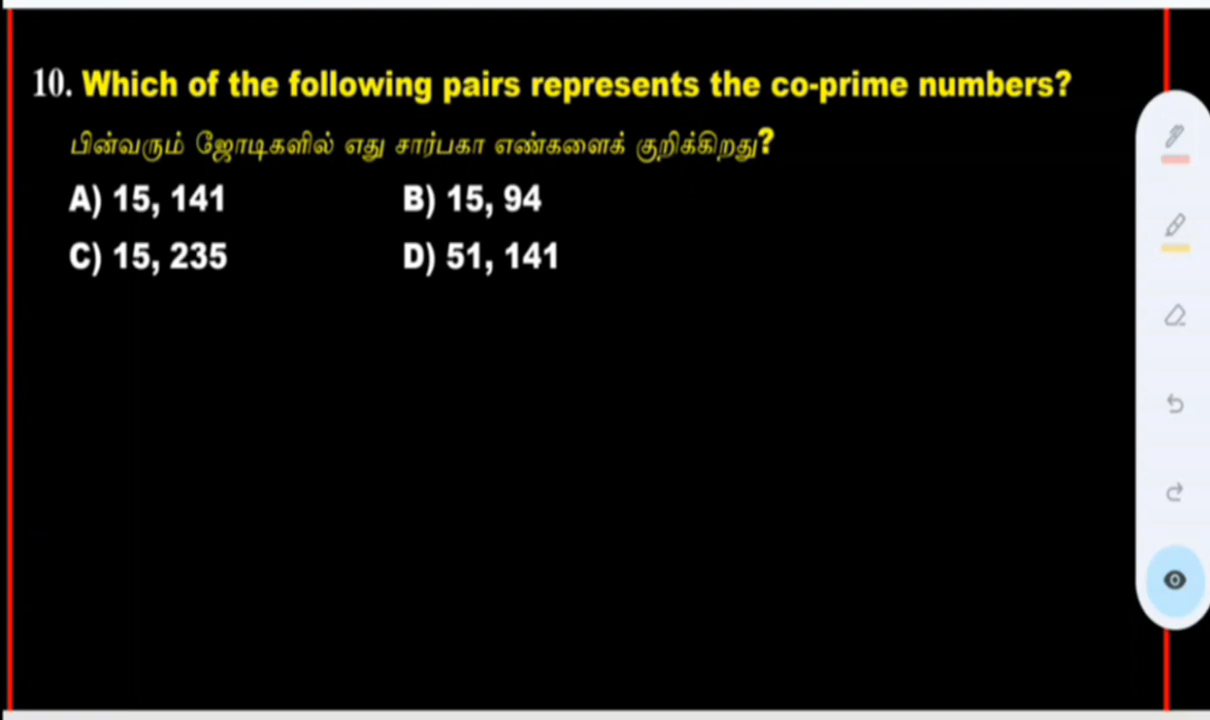 10. Which of the following pairs represents the co-prime numbers?
பின்வரும் ஜோடிகளில் எது சார்பகா எண்களைக் குறிக்கிறது?
A) 15, 141 B) 15, 94
C) 15, 235 D) 51, 141